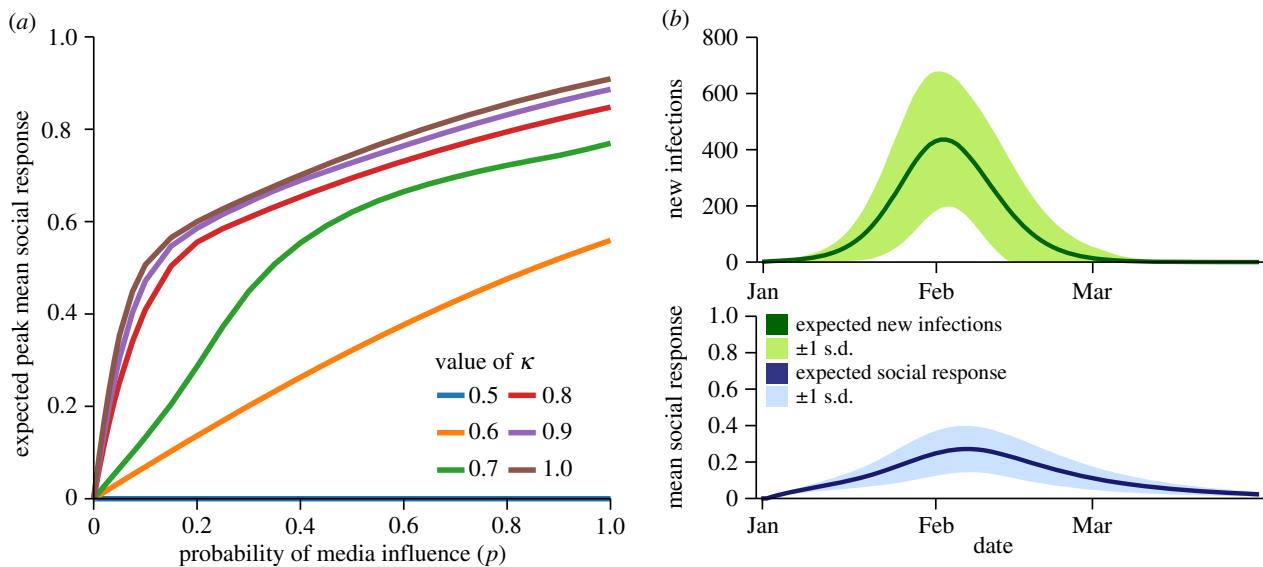 (a)
1.0
0.8
0.6
0.4
0.2
0
expected peak mean social response
0 0.2 0.4 0.6 0.8 1.0
probability of media influence (p)
value of κ
0.5 0.8
0.6 0.9
0.7 1.0
(b)
800
600
400
200
0
new infections
Jan Feb Mar
1.0
0.8
0.6
0.4
0.2
0
mean social response
expected new infections
±1 s.d.
expected social response
±1 s.d.
Jan Feb Mar
date